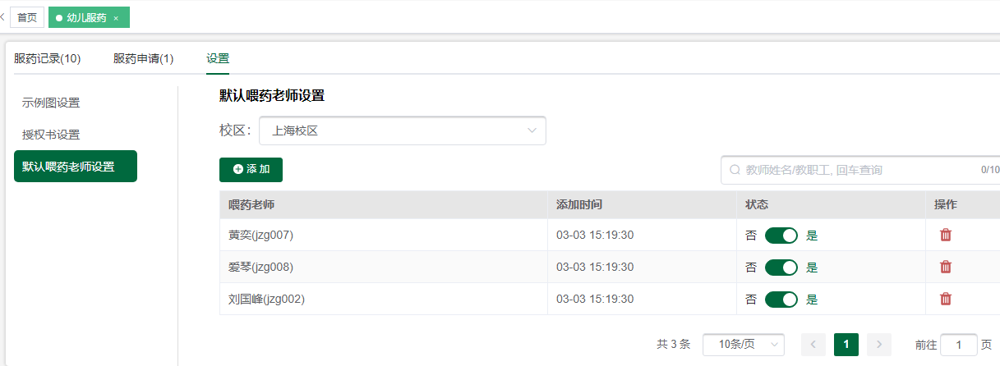 首页 幼儿服药 ×
服药记录(10) 服药申请(1) 设置
示例图设置
授权书设置
默认喂药老师设置
默认喂药老师设置
校区: 上海校区
添加 教师姓名/教职工, 回车查询 0/10
喂药老师 添加时间 状态 操作
黄奕(jzg007) 03-03 15:19:30 否 是
爱琴(jzg008) 03-03 15:19:30 否 是
刘国峰(jzg002) 03-03 15:19:30 否 是
共 3 条 10条/页 1 前往 1 页